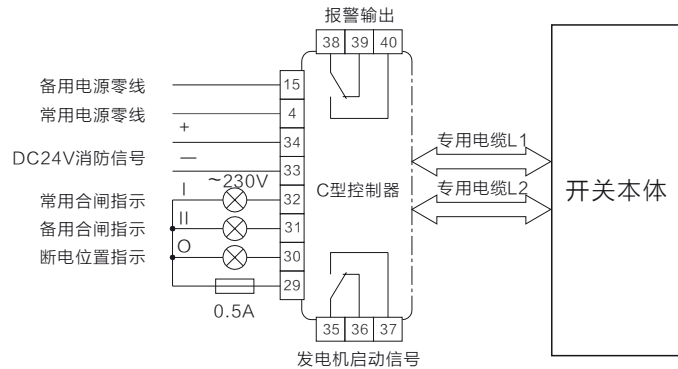 报警输出
38 39 40
备用电源零线 15
常用电源零线 4
+ 34
DC24V消防信号
— 33
~230V
常用合闸指示 I 32
备用合闸指示 II 31
断电位置指示 O 30
29
0.5A
C型控制器
专用电缆L1
专用电缆L2
开关本体
35 36 37
发电机启动信号